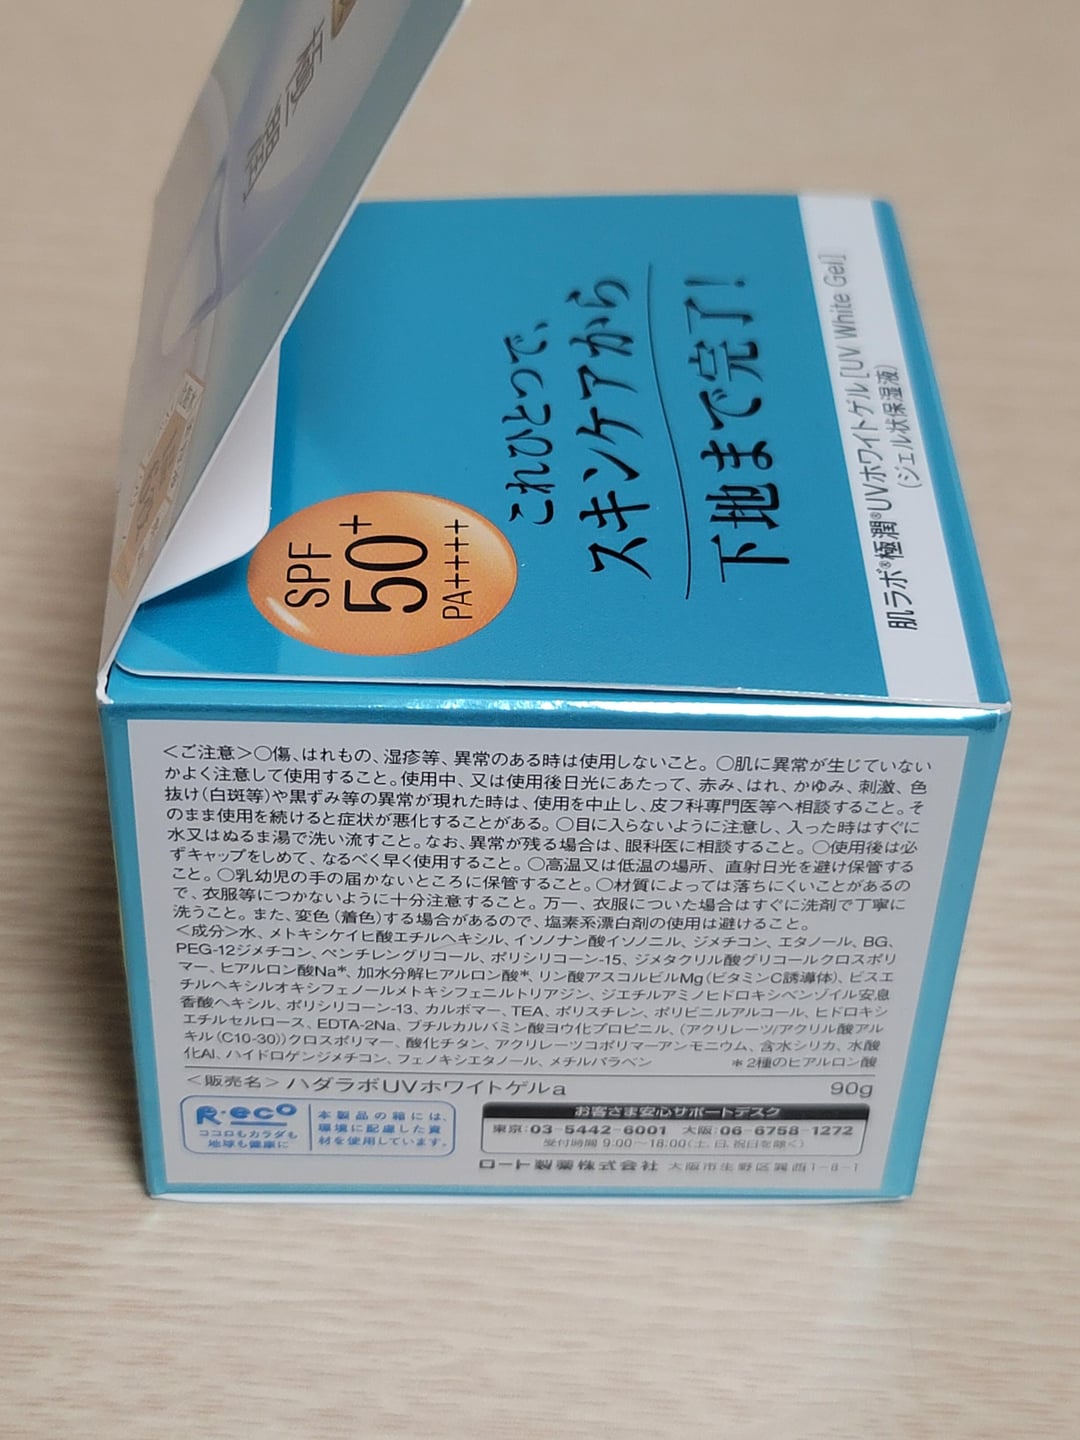 極潤
SPF
50+
PA++++
これひとつで、
スキンケアから
下地まで完了!
肌ラボ®極潤®UVホワイトゲル[UV White Gel]
(ジェル状保湿液)
<ご注意>○傷、はれもの、湿疹等、異常のある時は使用しないこと。○肌に異常が生じていない
かよく注意して使用すること。使用中、又は使用後日光にあたって、赤み、はれ、かゆみ、刺激、色
抜け(白斑等)や黒ずみ等の異常が現れた時は、使用を中止し、皮フ科専門医等へ相談すること。そ
のまま使用を続けると症状が悪化することがある。○目に入らないように注意し、入った時はすぐに
水又はぬるま湯で洗い流すこと。なお、異常が残る場合は、眼科医に相談すること。○使用後は必
ずキャップをしめて、なるべく早く使用すること。○高温又は低温の場所、直射日光を避け保管する
こと。○乳幼児の手の届かないところに保管すること。○材質によっては落ちにくいことがあるの
で、衣服等につかないように十分注意すること。万一、衣服についた場合はすぐに洗剤で丁寧に
洗うこと。また、変色(着色)する場合があるので、塩素系漂白剤の使用は避けること。
<成分>水、メトキシケイヒ酸エチルヘキシル、イソノナン酸イソノニル、ジメチコン、エタノール、BG、
PEG-12ジメチコン、ペンチレングリコール、ポリシリコーン-15、ジメタクリル酸グリコールクロスポリ
マー、ヒアルロン酸Na*、加水分解ヒアルロン酸*、リン酸アスコルビルMg(ビタミンC誘導体)、ビスエ
チルヘキシルオキシフェノールメトキシフェニルトリアジン、ジエチルアミノヒドロキシベンゾイル安息
香酸ヘキシル、ポリシリコーン-13、カルボマー、TEA、ポリスチレン、ポリビニルアルコール、ヒドロキシ
エチルセルロース、EDTA-2Na、ブチルカルバミン酸ヨウ化プロピニル、(アクリレーツ/アクリル酸アル
キル(C10-30))クロスポリマー、酸化チタン、アクリレーツコポリマーアンモニウム、含水シリカ、水酸
化Al、ハイドロゲンジメチコン、フェノキシエタノール、メチルパラベン *2種のヒアルロン酸
<販売名>ハダラボUVホワイトゲルa 90g
R・eco
ココロもカラダも
地球も健康に
本製品の箱には、
環境に配慮した資
材を使用しています。
お客さま安心サポートデスク
東京:03-5442-6001 大阪:06-6758-1272
受付時間 9:00~18:00(土、日、祝日を除く)
ロート製薬株式会社 大阪市生野区巽西1-8-1